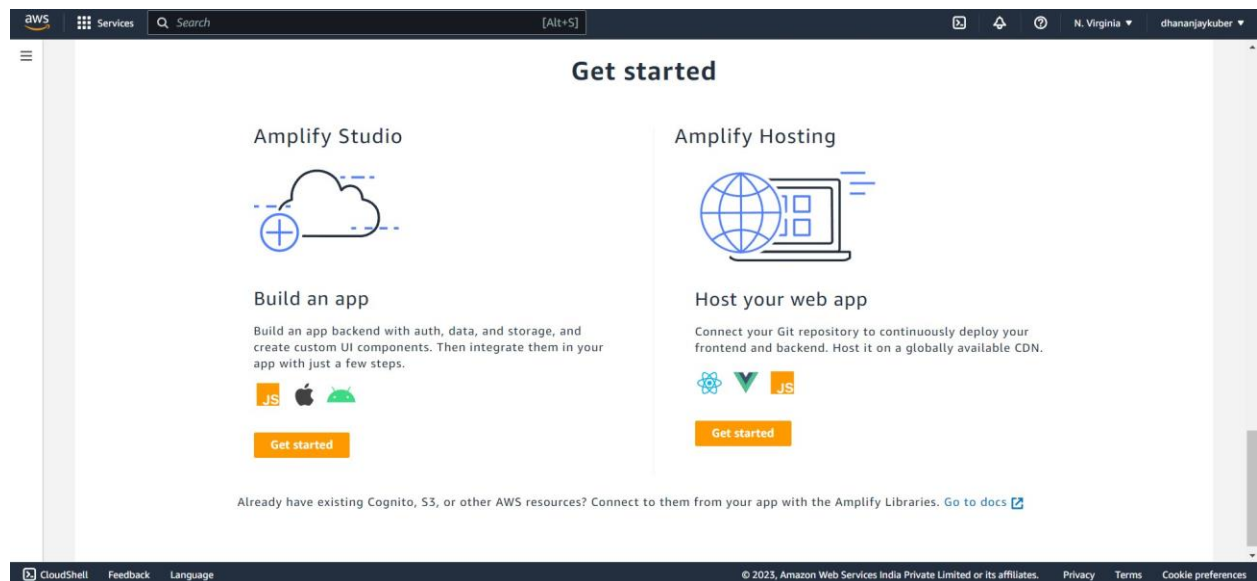 aws Services Search [Alt+S] N. Virginia ▼ dhananjaykuber ▼
Get started
Amplify Studio
Build an app
Build an app backend with auth, data, and storage, and
create custom UI components. Then integrate them in your
app with just a few steps.
JS
Get started
Amplify Hosting
Host your web app
Connect your Git repository to continuously deploy your
frontend and backend. Host it on a globally available CDN.
JS
Get started
Already have existing Cognito, S3, or other AWS resources? Connect to them from your app with the Amplify Libraries. Go to docs
CloudShell Feedback Language © 2023, Amazon Web Services India Private Limited or its affiliates. Privacy Terms Cookie preferences